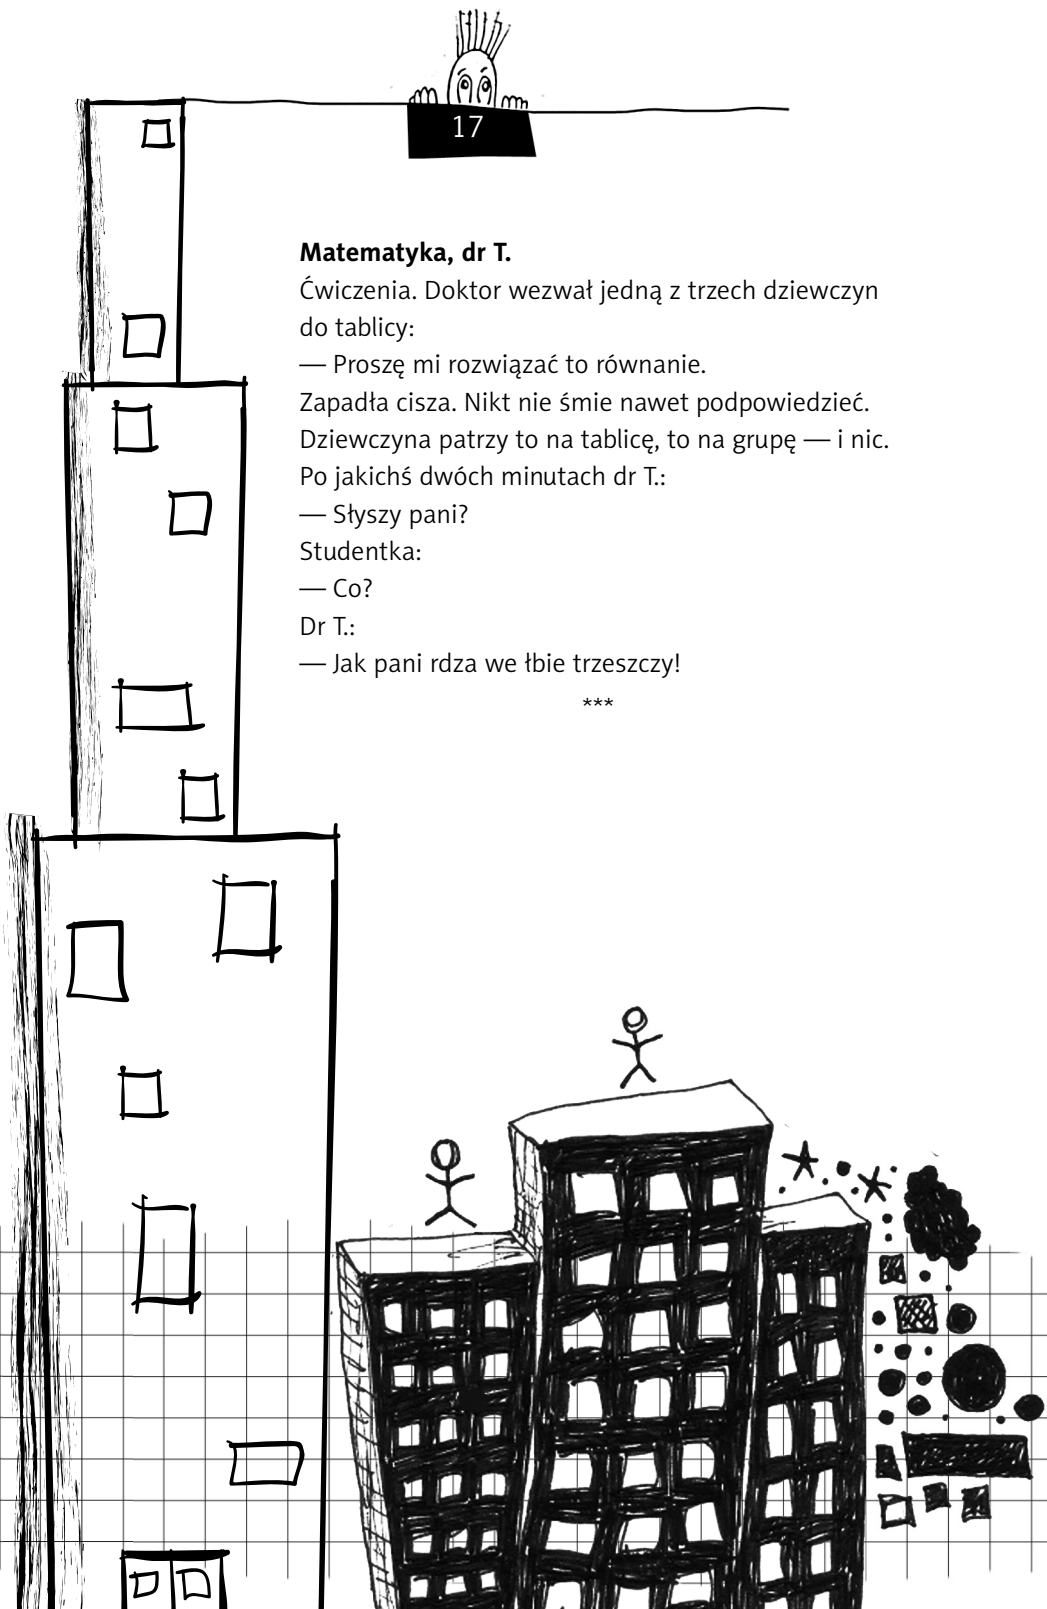 17
Matematyka, dr T.
Ćwiczenia. Doktor wezwał jedną z trzech dziewczyn
do tablicy:
— Proszę mi rozwiązać to równanie.
Zapadła cisza. Nikt nie śmie nawet podpowiedzieć.
Dziewczyna patrzy to na tablicę, to na grupę — i nic.
Po jakichś dwóch minutach dr T.:
— Słyszy pani?
Studentka:
— Co?
Dr T.:
— Jak pani rdza we łbie trzeszczy!
***